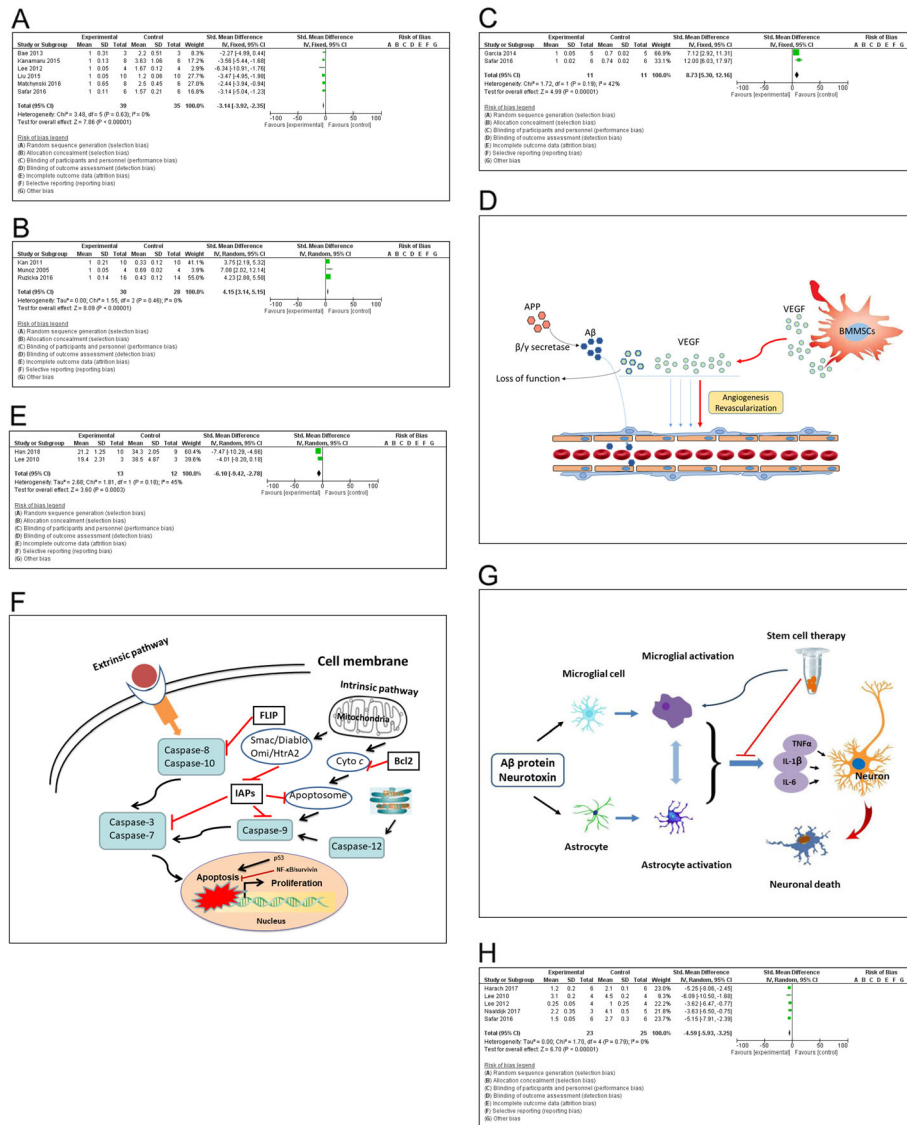 A
Experimental Control Std. Mean Difference Std. Mean Difference Risk of Bias
Study or Subgroup Mean SD Total Mean SD Total Weight IV, Fixed, 95% CI IV, Fixed, 95% CI A B C D E F G
Bae 2013 1 0.31 3 2.2 0.51 3 8.3% -2.27 [-4.99, 0.44]
Kanamaru 2015 1 0.13 8 3.63 1.06 6
Lee 2012 1 0.05 4 1.67 0.12 4 2.9% -6.34 [-10.91, -1.76]
Liu 2015 1 0.05 10 1.2 0.06 10
Matchynski 2016 1 0.65 8 2.5 0.45 6
Safar 2016 1 0.11 6 1.57 0.21 6
Total (95% CI) 39 35 100.0% -3.14 [-3.92, -2.35]
Heterogeneity: Chi² = 3.48, df = 5 (P = 0.63); I² = 0%
Test for overall effect: Z = 7.86 (P < 0.00001)
-100 -50 0 50 100
Favours [experimental] Favours [control]
Risk of bias legend
(A) Random sequence generation (selection bias)
(B) Allocation concealment (selection bias)
(C) Blinding of participants and personnel (performance bias)
(D) Blinding of outcome assessment (detection bias)
(E) Incomplete outcome data (attrition bias)
(F) Selective reporting (reporting bias)
(G) Other bias
B
Experimental Control Std. Mean Difference Std. Mean Difference Risk of Bias
Study or Subgroup Mean SD Total Mean SD Total Weight IV, Random, 95% CI IV, Random, 95% CI A B C D E F G
Kan 2011 1 0.21 10 0.33 0.12 10 41.1% 3.75 [2.19, 5.32]
Munoz 2005 1 0.05 4 0.69 0.02 4 3.9% 7.08 [2.02, 12.14]
Ruzicka 2016 1 0.14 16 0.43 0.12 14 55.0% 4.23 [2.88, 5.58]
Total (95% CI) 30 28 100.0% 4.15 [3.14, 5.15]
Heterogeneity: Tau² = 0.00; Chi² = 1.55, df = 2 (P = 0.46); I² = 0%
Test for overall effect: Z = 8.09 (P < 0.00001)
-100 -50 0 50 100
Favours [experimental] Favours [control]
Risk of bias legend
(A) Random sequence generation (selection bias)
(B) Allocation concealment (selection bias)
(C) Blinding of participants and personnel (performance bias)
(D) Blinding of outcome assessment (detection bias)
(E) Incomplete outcome data (attrition bias)
(F) Selective reporting (reporting bias)
(G) Other bias
E
Experimental Control Std. Mean Difference Std. Mean Difference Risk of Bias
Study or Subgroup Mean SD Total Mean SD Total Weight IV, Random, 95% CI IV, Random, 95% CI A B C D E F G
Han 2018 21.2 1.25 10 34.3 2.05 9 60.4% -7.47 [-10.29, -4.66]
Lee 2010 19.4 2.31 3 38.5 4.87 3 39.6% -4.01 [-8.20, 0.18]
Total (95% CI) 13 12 100.0% -6.10 [-9.42, -2.78]
Heterogeneity: Tau² = 2.68; Chi² = 1.81, df = 1 (P = 0.18); I² = 45%
Test for overall effect: Z = 3.60 (P = 0.0003)
-100 -50 0 50 100
Favours [experimental] Favours [control]
Risk of bias legend
(A) Random sequence generation (selection bias)
(B) Allocation concealment (selection bias)
(C) Blinding of participants and personnel (performance bias)
(D) Blinding of outcome assessment (detection bias)
(E) Incomplete outcome data (attrition bias)
(F) Selective reporting (reporting bias)
(G) Other bias
F
Extrinsic pathway
Cell membrane
Intrinsic pathway
Mitochondria
FLIP
Smac/Diablo
Omi/HtrA2
Caspase-8
Caspase-10
Cyto c
Bcl2
IAPs
Apoptosome
Caspase-3
Caspase-7
Caspase-9
Caspase-12
p53
NF-κB/survivin
Apoptosis
Proliferation
Nucleus
C
Experimental Control Std. Mean Difference Std. Mean Difference Risk of Bias
Study or Subgroup Mean SD Total Mean SD Total Weight IV, Fixed, 95% CI IV, Fixed, 95% CI A B C D E F G
Garcia 2014 1 0.05 5 0.7 0.02 5 66.9% 7.12 [2.92, 11.31]
Safar 2016 1 0.02 6 0.74 0.02 6 33.1% 12.00 [6.03, 17.97]
Total (95% CI) 11 11 100.0% 8.73 [5.30, 12.16]
Heterogeneity: Chi² = 1.72, df = 1 (P = 0.19); I² = 42%
Test for overall effect: Z = 4.99 (P < 0.00001)
-100 -50 0 50 100
Favours [experimental] Favours [control]
Risk of bias legend
(A) Random sequence generation (selection bias)
(B) Allocation concealment (selection bias)
(C) Blinding of participants and personnel (performance bias)
(D) Blinding of outcome assessment (detection bias)
(E) Incomplete outcome data (attrition bias)
(F) Selective reporting (reporting bias)
(G) Other bias
D
APP
Aβ
β/γ secretase
VEGF
VEGF
BMMSCs
Loss of function
Angiogenesis
Revascularization
G
Stem cell therapy
Microglial activation
Microglial cell
Aβ protein
Neurotoxin
TNFα
IL-1β
IL-6
Neuron
Astrocyte
Astrocyte activation
Neuronal death
H
Experimental Control Std. Mean Difference Std. Mean Difference Risk of Bias
Study or Subgroup Mean SD Total Mean SD Total Weight IV, Random, 95% CI IV, Random, 95% CI A B C D E F G
Harach 2017 1.2 0.2 6 2.1 0.1 6 23.0% -5.25 [-8.06, -2.45]
Lee 2010 3.1 0.2 4 4.5 0.2 4 8.3% -6.09 [-10.50, -1.68]
Lee 2012 0.25 0.05 4 1 0.25 4 22.2% -3.62 [-6.47, -0.77]
Naaldijk 2017 2.2 0.35 3 4.1 0.5 5 22.8% -3.63 [-6.50, -0.75]
Safar 2016 1.5 0.05 6 2.7 0.3 6 23.7% -5.15 [-7.91, -2.39]
Total (95% CI) 23 25 100.0% -4.59 [-5.93, -3.25]
Heterogeneity: Tau² = 0.00; Chi² = 1.70, df = 4 (P = 0.79); I² = 0%
Test for overall effect: Z = 6.70 (P < 0.00001)
-100 -50 0 50 100
Favours [experimental] Favours [control]
Risk of bias legend
(A) Random sequence generation (selection bias)
(B) Allocation concealment (selection bias)
(C) Blinding of participants and personnel (performance bias)
(D) Blinding of outcome assessment (detection bias)
(E) Incomplete outcome data (attrition bias)
(F) Selective reporting (reporting bias)
(G) Other bias